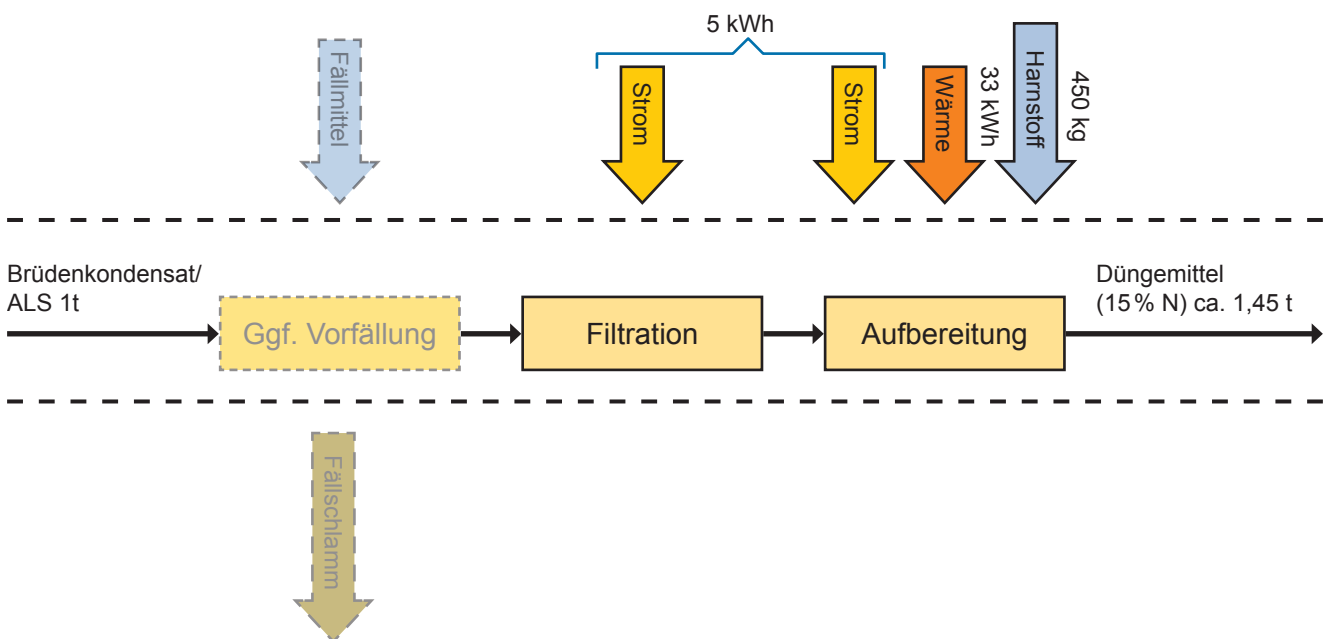 5 kWh
Fällmittel
Strom
Strom
Wärme
33 kWh
Harnstoff
450 kg
Brüdenkondensat/
ALS 1t
Ggf. Vorfällung
Filtration
Aufbereitung
Düngemittel
(15 % N) ca. 1,45 t
Fällschlamm